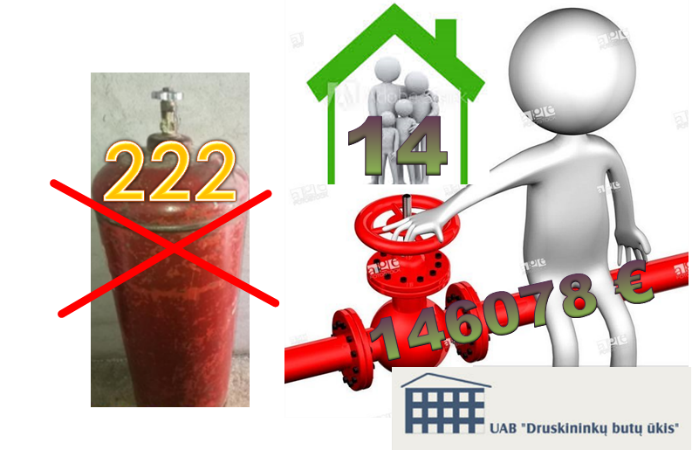 222
14
146078 €
UAB "Druskininkų butų ūkis"